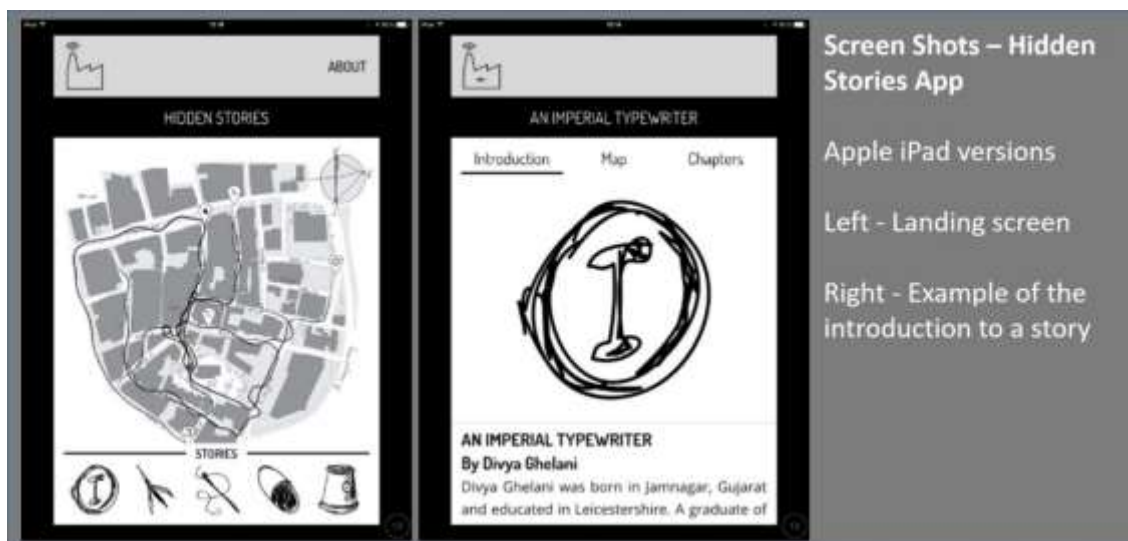 ABOUT
HIDDEN STORIES
STORIES
AN IMPERIAL TYPEWRITER
Introduction Map Chapters
I
AN IMPERIAL TYPEWRITER
By Divya Ghelani
Divya Ghelani was born in Jamnagar, Gujarat
and educated in Leicestershire. A graduate of
Screen Shots – Hidden
Stories App
Apple iPad versions
Left - Landing screen
Right - Example of the
introduction to a story